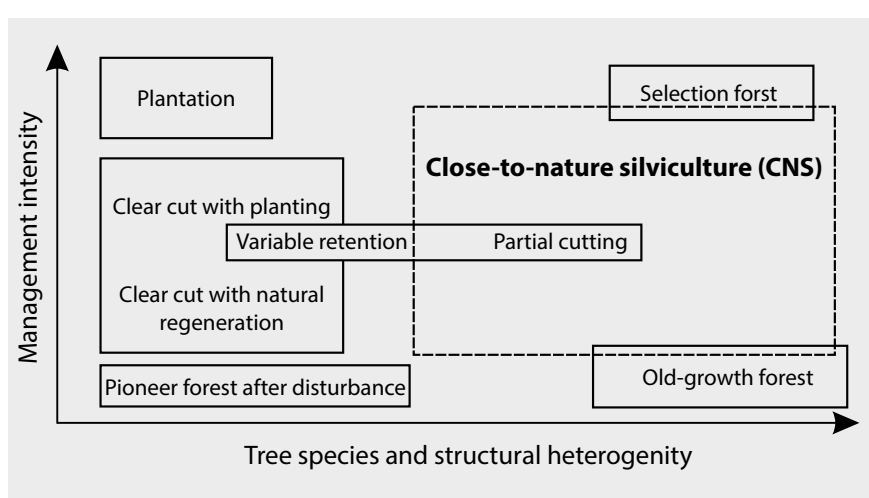 Management intensity
Plantation
Selection forst
Close-to-nature silviculture (CNS)
Clear cut with planting
Variable retention
Partial cutting
Clear cut with natural
regeneration
Pioneer forest after disturbance
Old-growth forest
Tree species and structural heterogenity